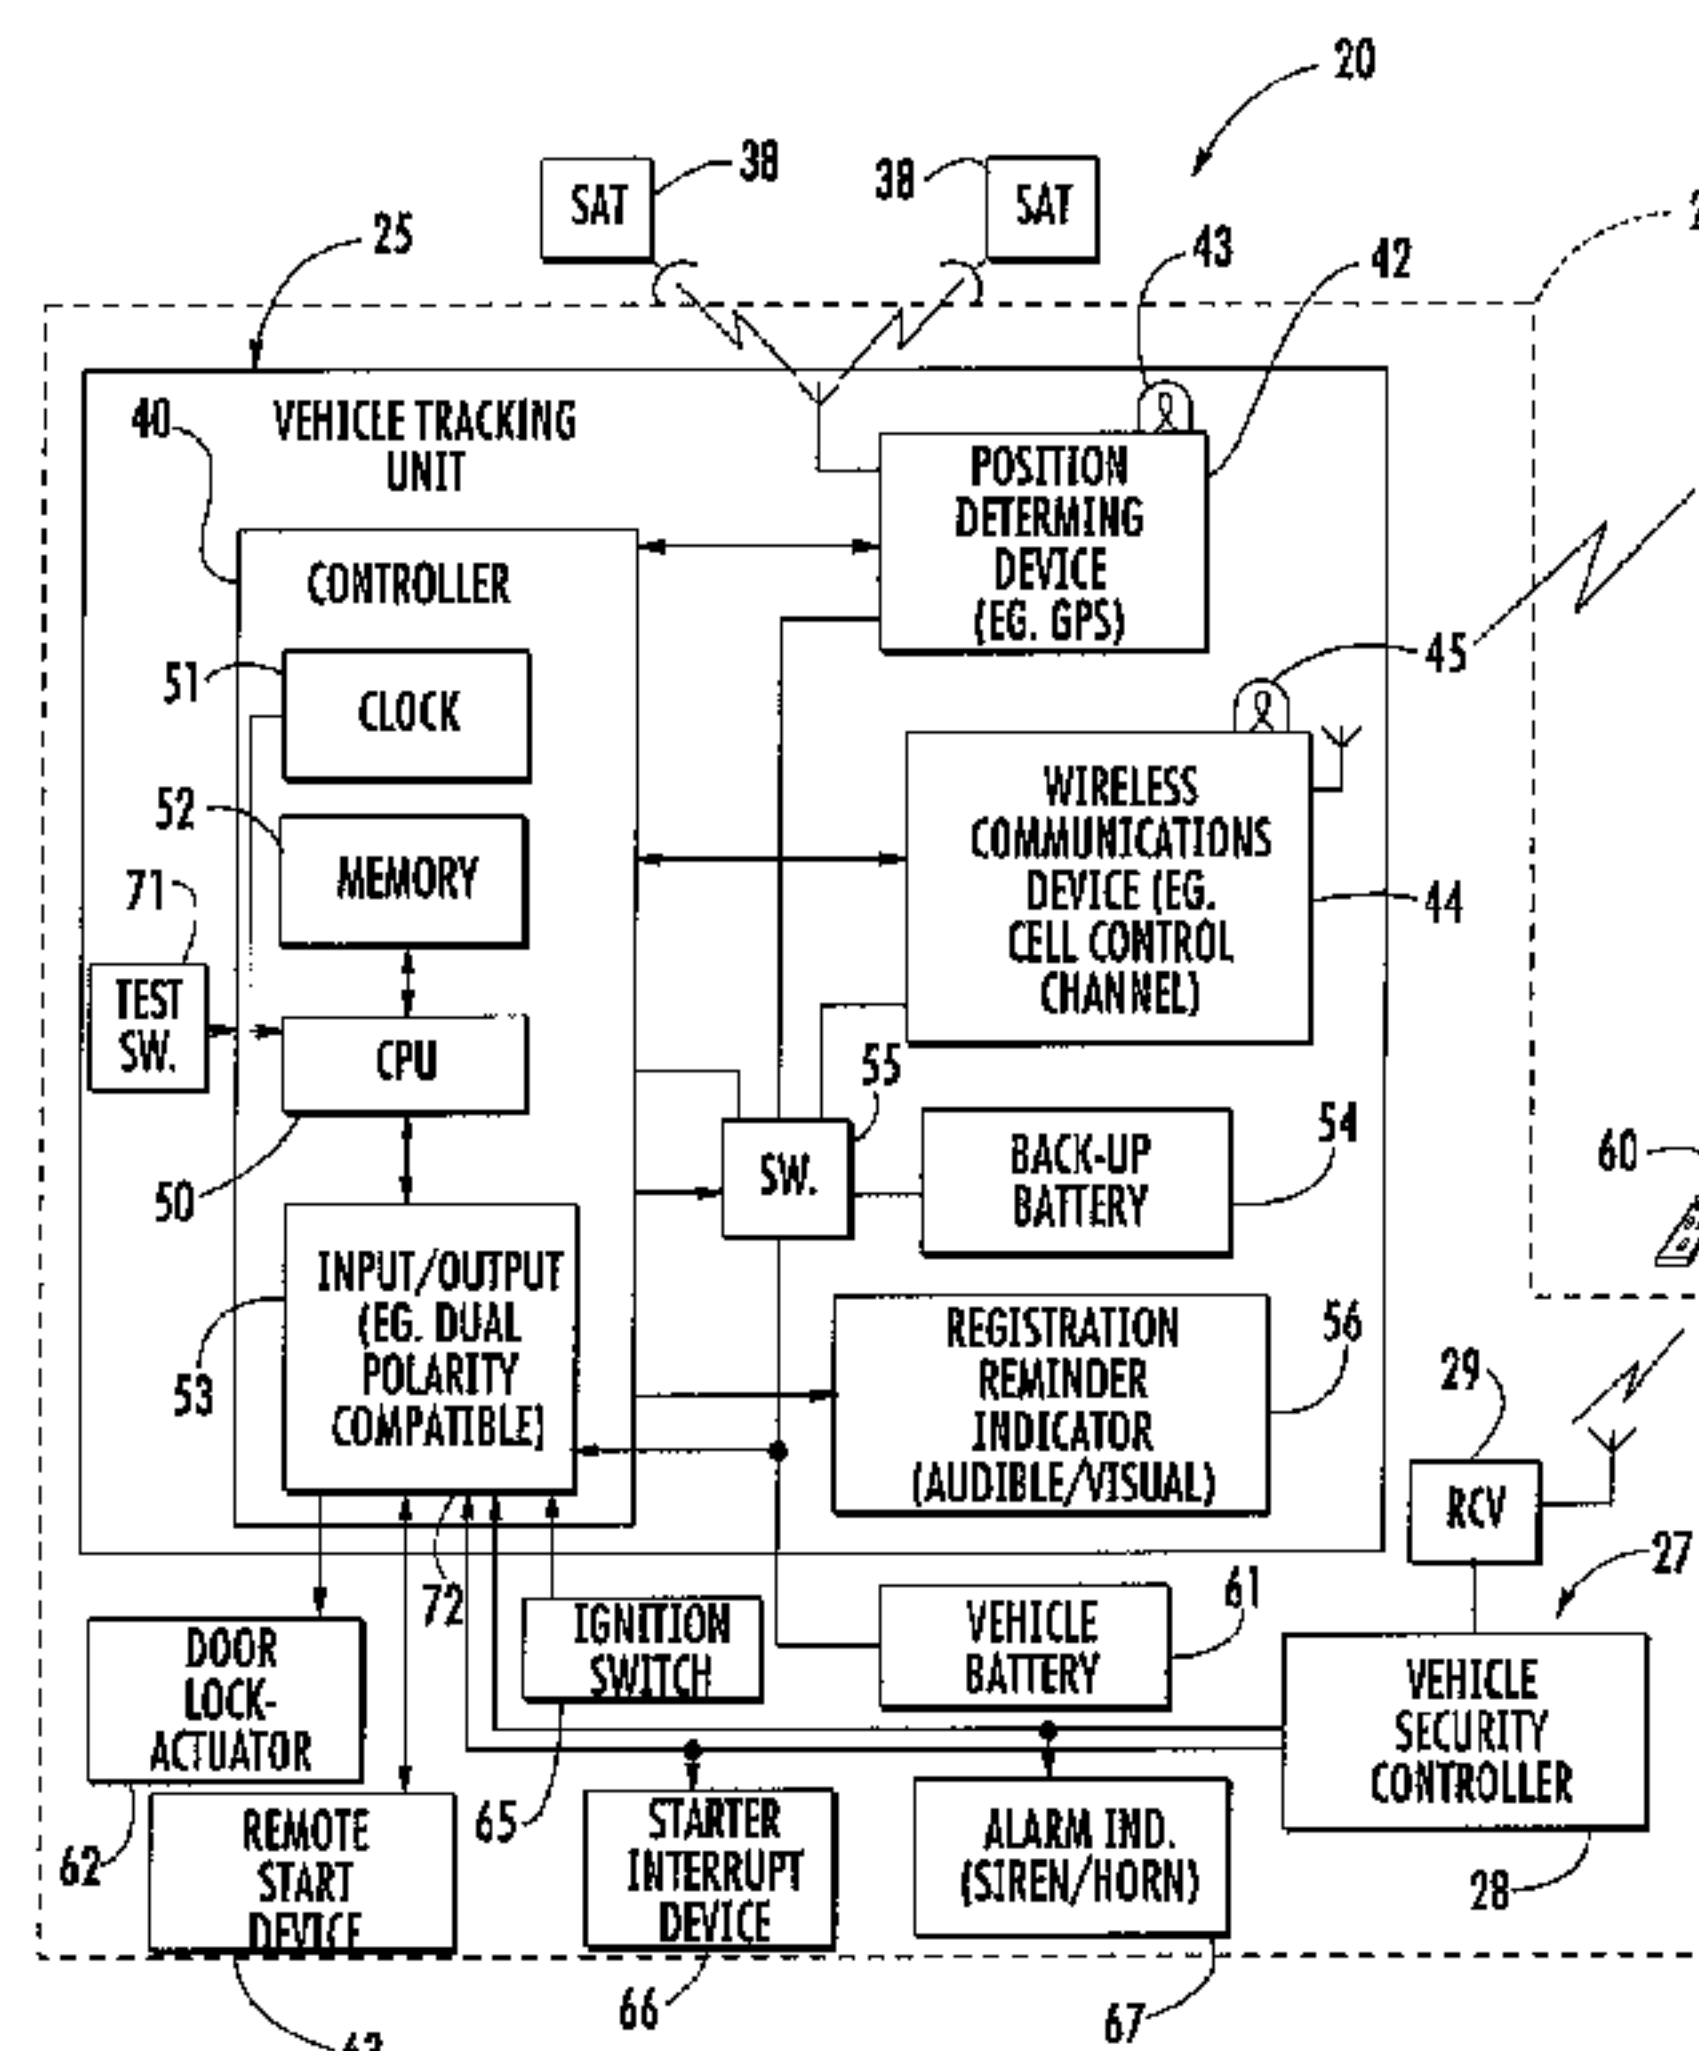 20
SAT
38
38
SAT
25
43
42
VEHICLE TRACKING
UNIT
40
POSITION
DETERMING
DEVICE
(EG. GPS)
CONTROLLER
45
51
CLOCK
WIRELESS
COMMUNICATIONS
DEVICE (EG.
CELL CONTROL
CHANNEL)
44
52
MEMORY
71
TEST
SW.
CPU
55
50
SW.
BACK-UP
BATTERY
54
60
INPUT/OUTPUT
(EG. DUAL
POLARITY
COMPATIBLE)
53
REGISTRATION
REMINDER
INDICATOR
(AUDIBLE/VISUAL)
56
29
RCV
27
72
IGNITION
SWITCH
VEHICLE
BATTERY
61
DOOR
LOCK-
ACTUATOR
VEHICLE
SECURITY
CONTROLLER
62
REMOTE
START
DEVICE
65
STARTER
INTERRUPT
DEVICE
ALARM IND.
(SIREN/HORN)
28
66
67